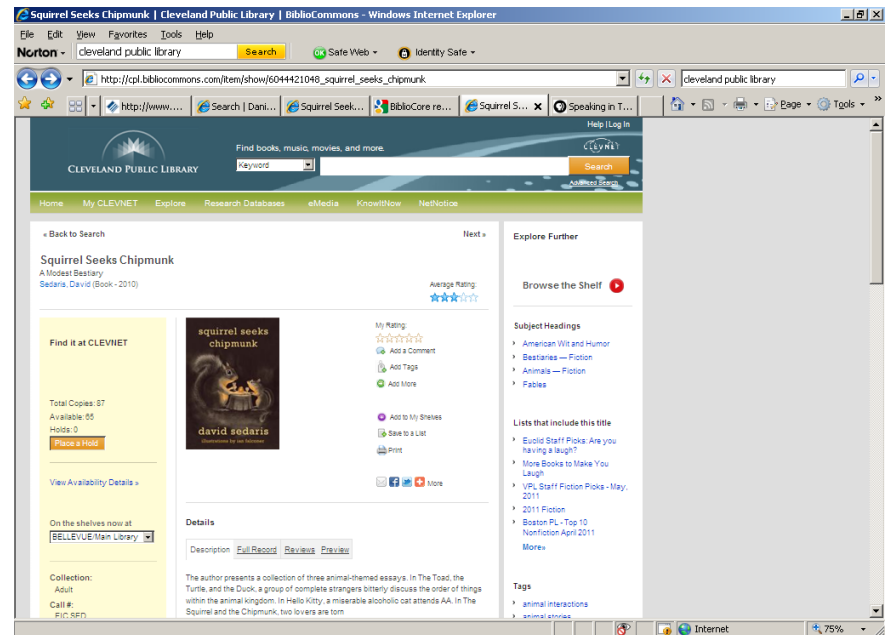 Squirrel Seeks Chipmunk | Cleveland Public Library | BiblioCommons - Windows Internet Explorer
File Edit View Favorites Tools Help
Norton - cleveland public library Search Safe Web - Identity Safe -
http://cpl.bibliocommons.com/item/show/6044421048_squirrel_seeks_chipmunk cleveland public library
http://www.... Search | Dani... Squirrel Seek... BiblioCore re... Squirrel S... X Speaking in T... Page Tools »
Help | Log In
CLEVELAND PUBLIC LIBRARY
Find books, music, movies, and more.
CLEVNET
Keyword Search
Advanced Search
Home My CLEVNET Explore Research Databases eMedia KnowItNow NetNotice
« Back to Search Next »
Squirrel Seeks Chipmunk
A Modest Bestiary
Sedaris, David (Book - 2010)
Average Rating:
Find it at CLEVNET
Total Copies: 87
Available: 65
Holds: 0
Place a Hold
View Availability Details »
On the shelves now at
BELLEVUE/Main Library
Collection:
Adult
Call #:
FIC SED
squirrel seeks
chipmunk
david sedaris
illustrations by ian falconer
My Rating:
Add a Comment
Add Tags
Add More
Add to My Shelves
Save to a List
Print
More
Details
Description Full Record Reviews Preview
The author presents a collection of three animal-themed essays. In The Toad, the
Turtle, and the Duck, a group of complete strangers bitterly discuss the order of things
within the animal kingdom. In Hello Kitty, a miserable alcoholic cat attends AA. In The
Squirrel and the Chipmunk, two lovers are torn
Explore Further
Browse the Shelf
Subject Headings
American Wit and Humor
Bestiaries — Fiction
Animals — Fiction
Fables
Lists that include this title
Euclid Staff Picks: Are you
having a laugh?
More Books to Make You
Laugh
VPL Staff Fiction Picks - May,
2011
2011 Fiction
Boston PL - Top 10
Nonfiction April 2011
More»
Tags
animal interactions
animal stories
Internet 75%